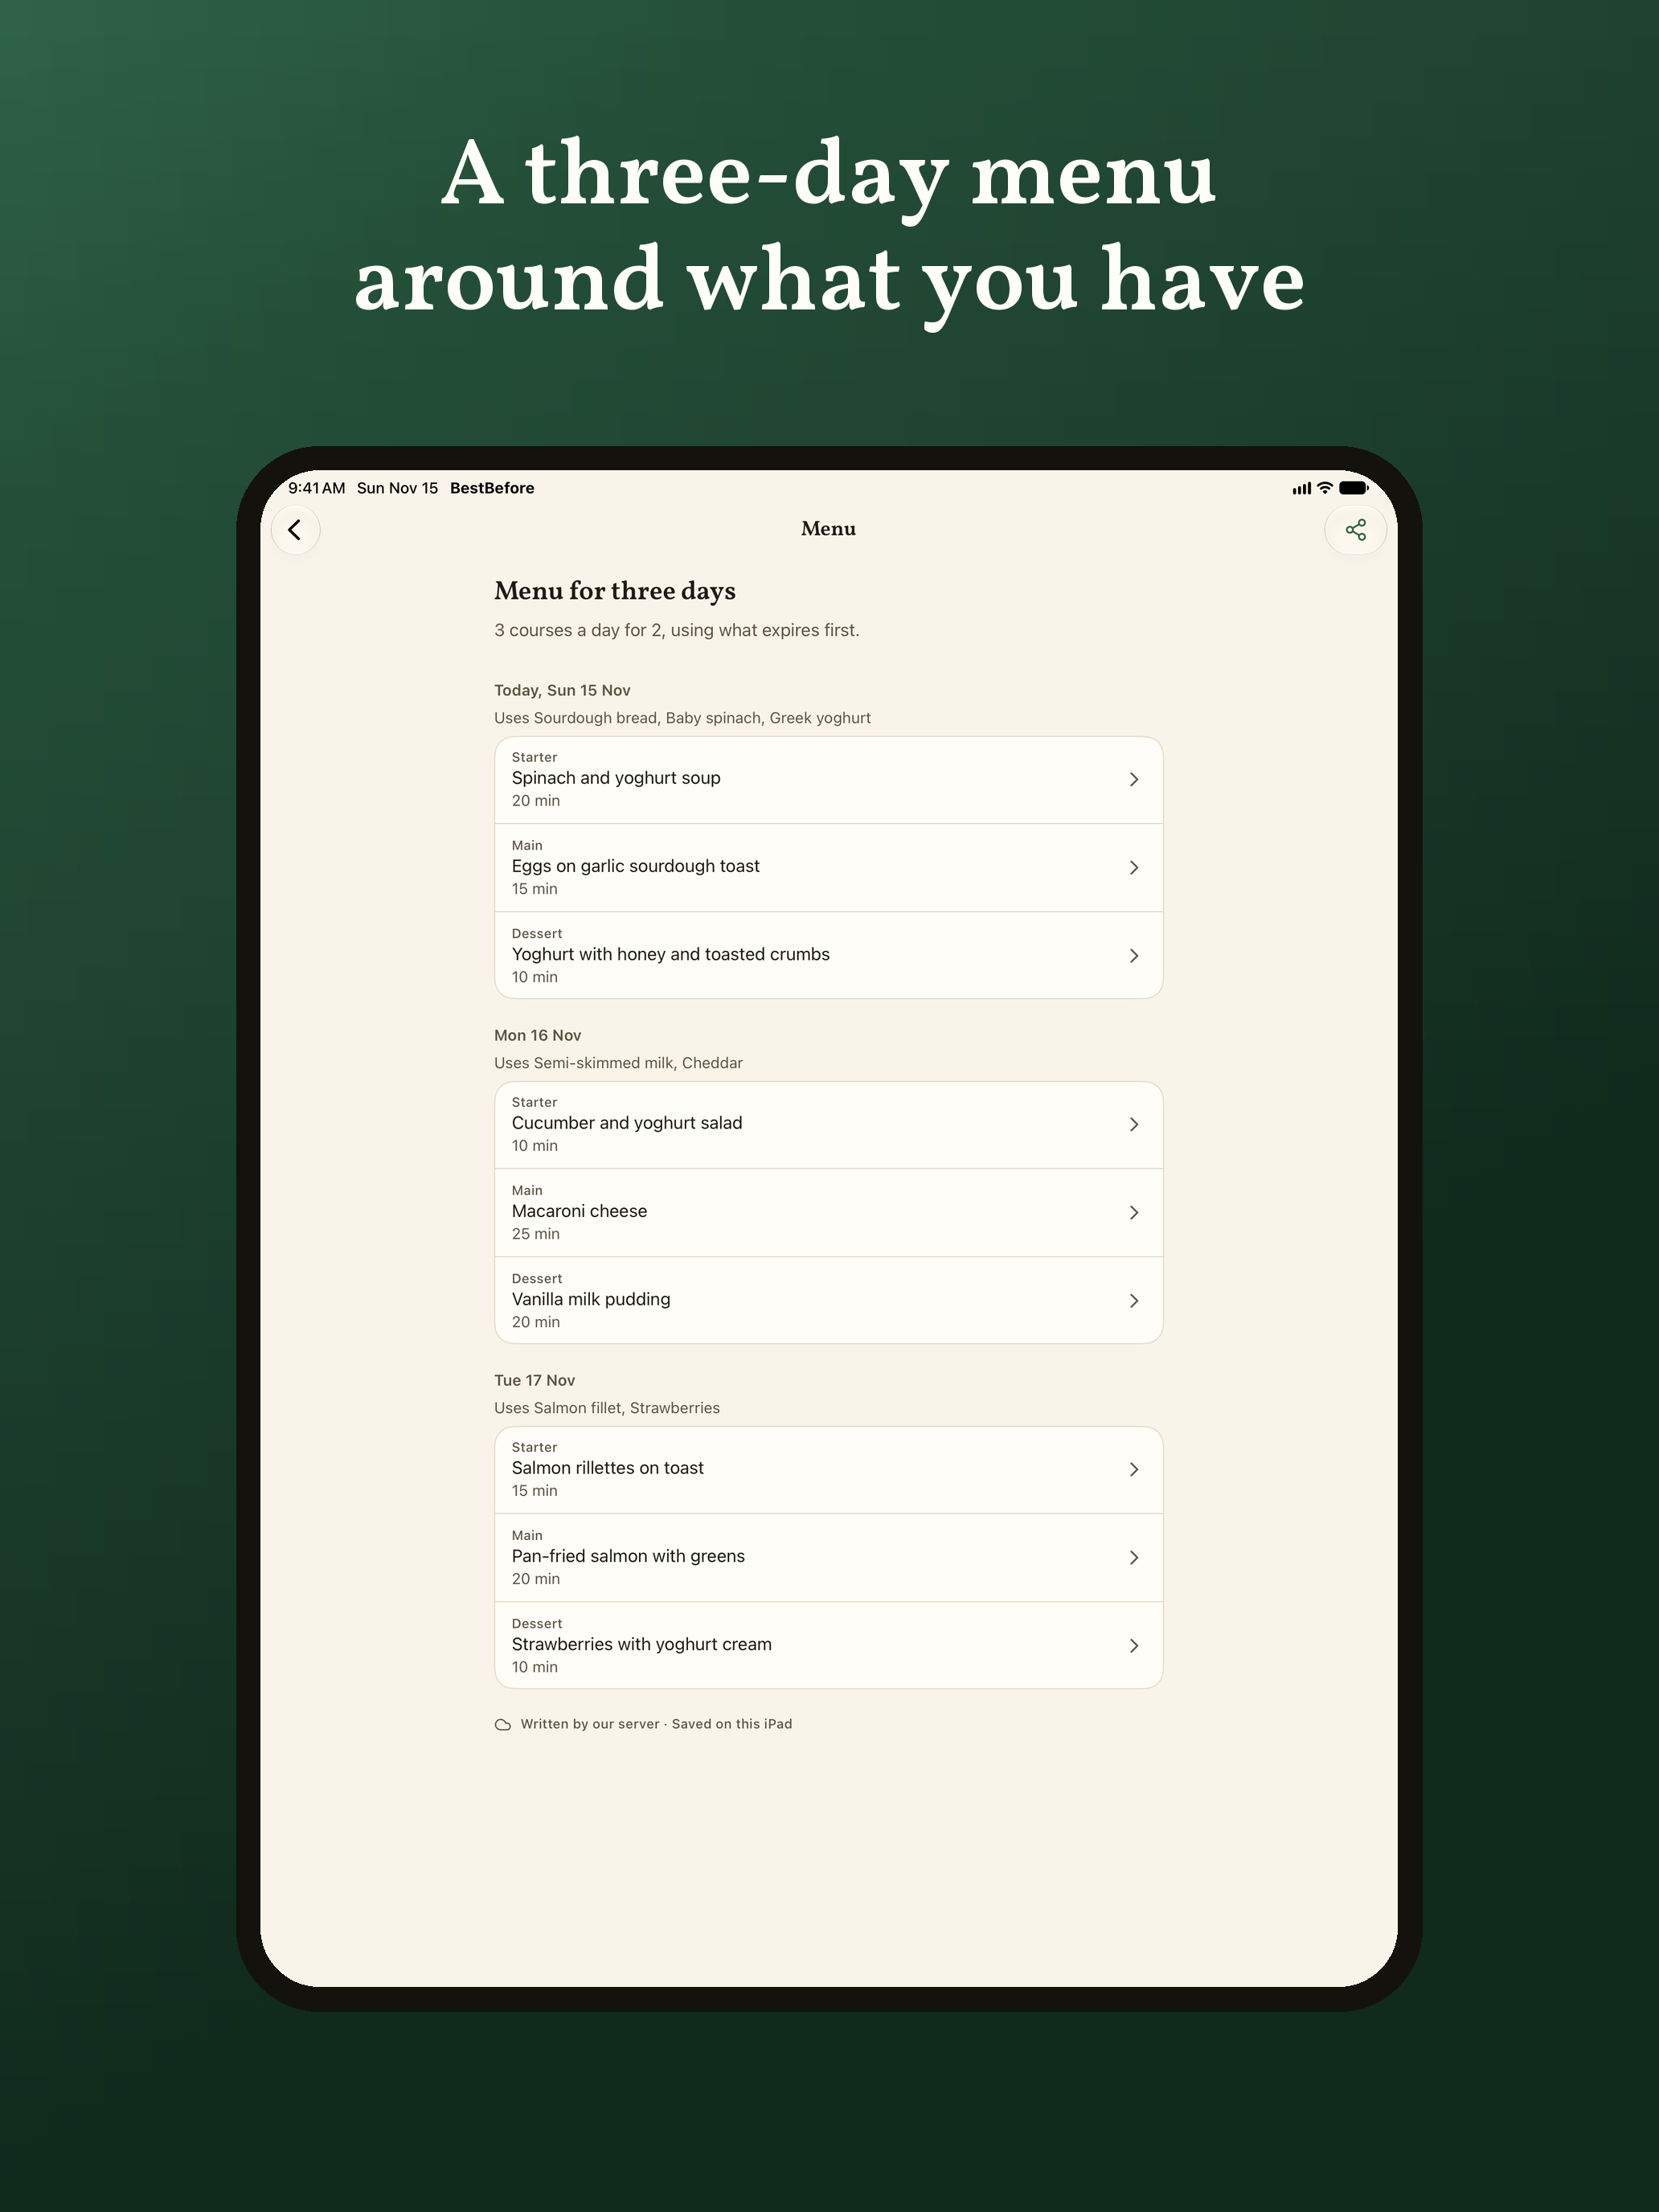 A three-day menu
around what you have
9:41 AM Sun Nov 15 BestBefore
Menu
Menu for three days
3 courses a day for 2, using what expires first.
Today, Sun 15 Nov
Uses Sourdough bread, Baby spinach, Greek yoghurt
Starter
Spinach and yoghurt soup
20 min
Main
Eggs on garlic sourdough toast
15 min
Dessert
Yoghurt with honey and toasted crumbs
10 min
Mon 16 Nov
Uses Semi-skimmed milk, Cheddar
Starter
Cucumber and yoghurt salad
10 min
Main
Macaroni cheese
25 min
Dessert
Vanilla milk pudding
20 min
Tue 17 Nov
Uses Salmon fillet, Strawberries
Starter
Salmon rillettes on toast
15 min
Main
Pan-fried salmon with greens
20 min
Dessert
Strawberries with yoghurt cream
10 min
Written by our server · Saved on this iPad